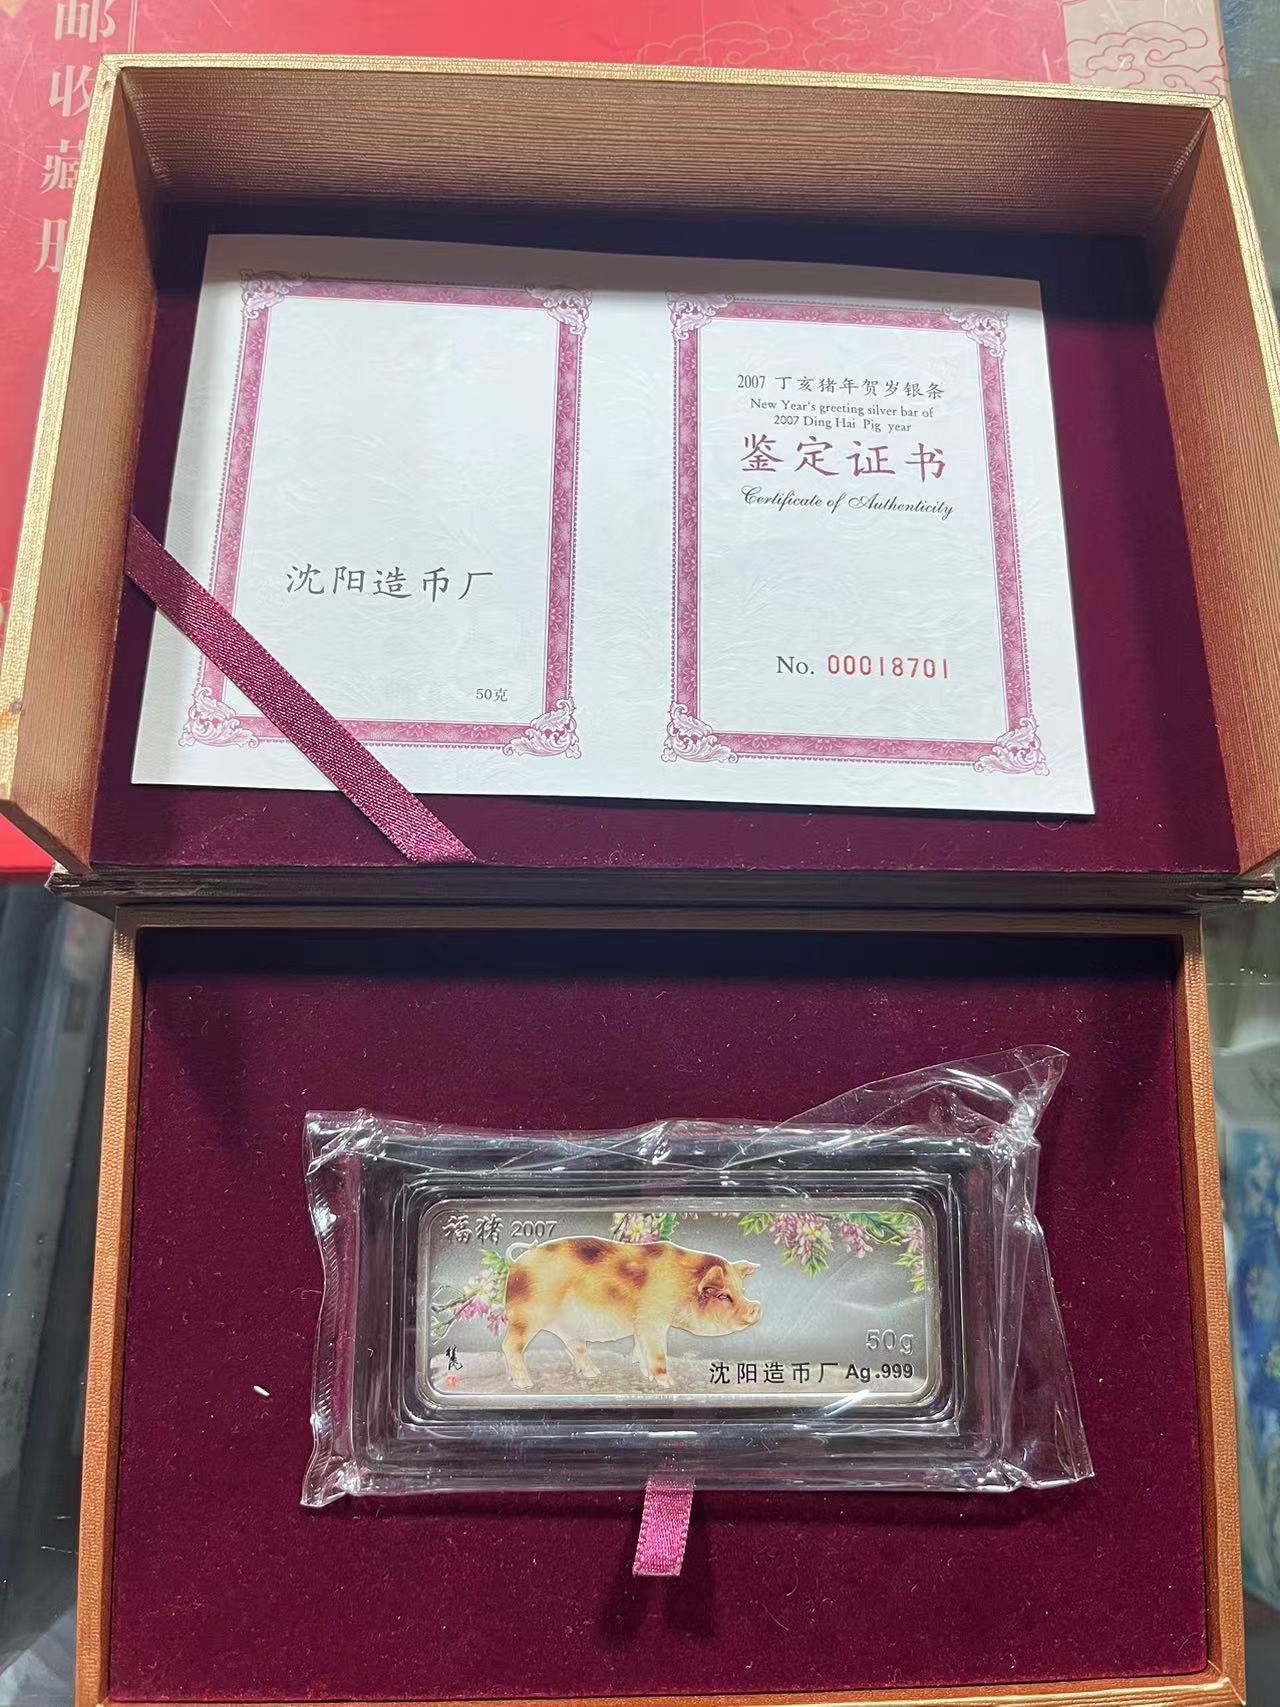 邮
收
藏
册
2007 丁亥猪年贺岁银条
New Year's greeting silver bar of
2007 Ding Hai Pig year
鉴定证书
Certificate of Authenticity
No. 00018701
沈阳造币厂
50克
福猪 2007
50g
沈阳造币厂 Ag.999